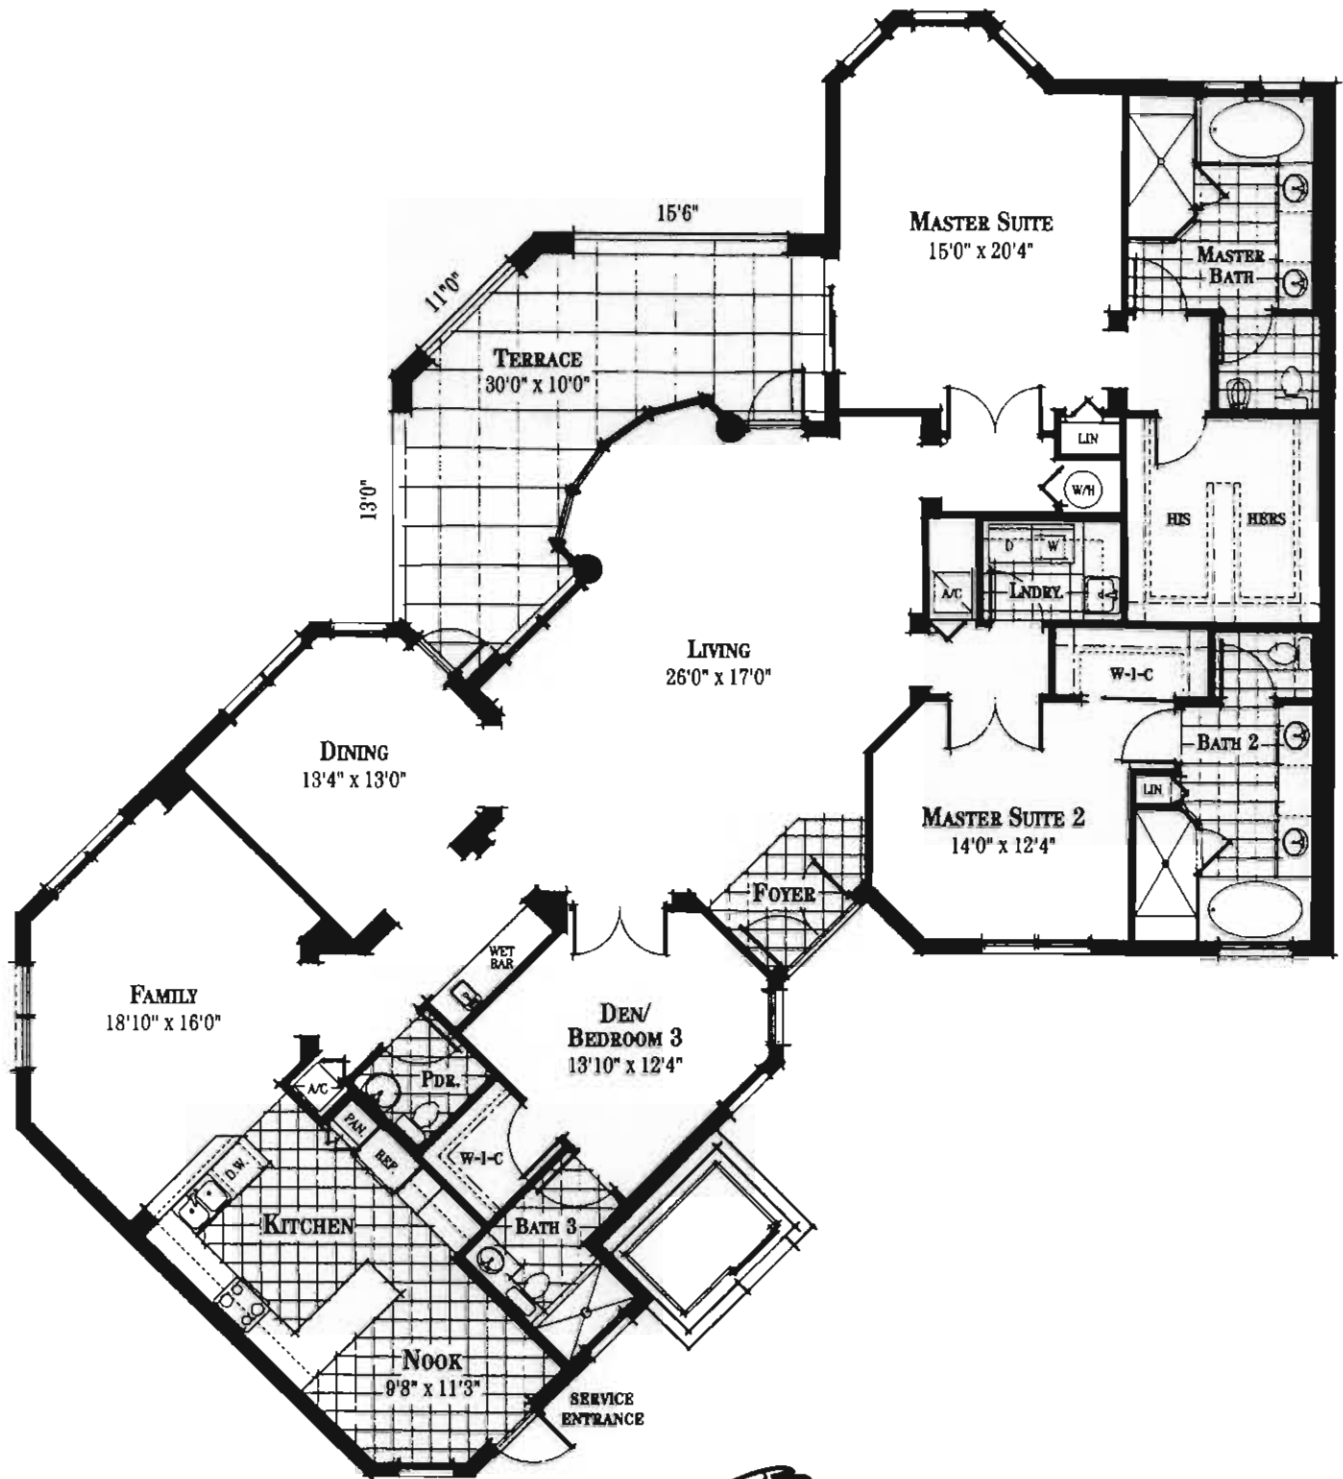 15'6"
MASTER SUITE
15'0" x 20'4"
MASTER
BATH
11"0"
TERRACE
30'0" x 10'0"
13'0"
LIN
W/H
HIS
HERS
D
W
A/C
LNDRY.
LIVING
26'0" x 17'0"
W-I-C
DINING
13'4" x 13'0"
BATH 2
LIN
MASTER SUITE 2
14'0" x 12'4"
FOYER
WET
BAR
FAMILY
18'10" x 16'0"
DEN/
BEDROOM 3
13'10" x 12'4"
PDR.
A/C
PAN.
REF.
W-I-C
D.W.
KITCHEN
BATH 3
NOOK
9'8" x 11'3"
SERVICE
ENTRANCE